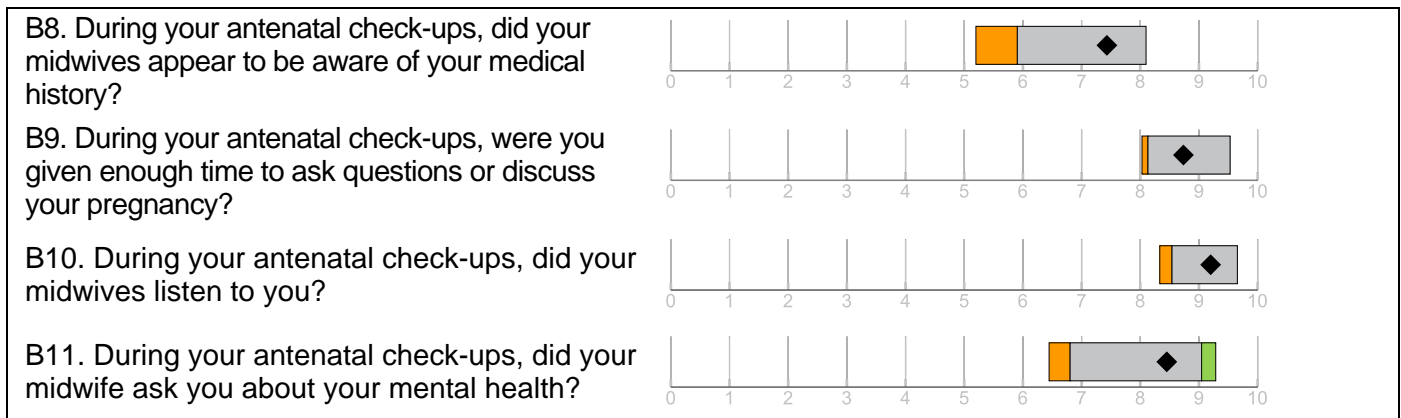 B8. During your antenatal check-ups, did your
midwives appear to be aware of your medical
history?
0 1 2 3 4 5 6 7 8 9 10
B9. During your antenatal check-ups, were you
given enough time to ask questions or discuss
your pregnancy?
0 1 2 3 4 5 6 7 8 9 10
B10. During your antenatal check-ups, did your
midwives listen to you?
0 1 2 3 4 5 6 7 8 9 10
B11. During your antenatal check-ups, did your
midwife ask you about your mental health?
0 1 2 3 4 5 6 7 8 9 10